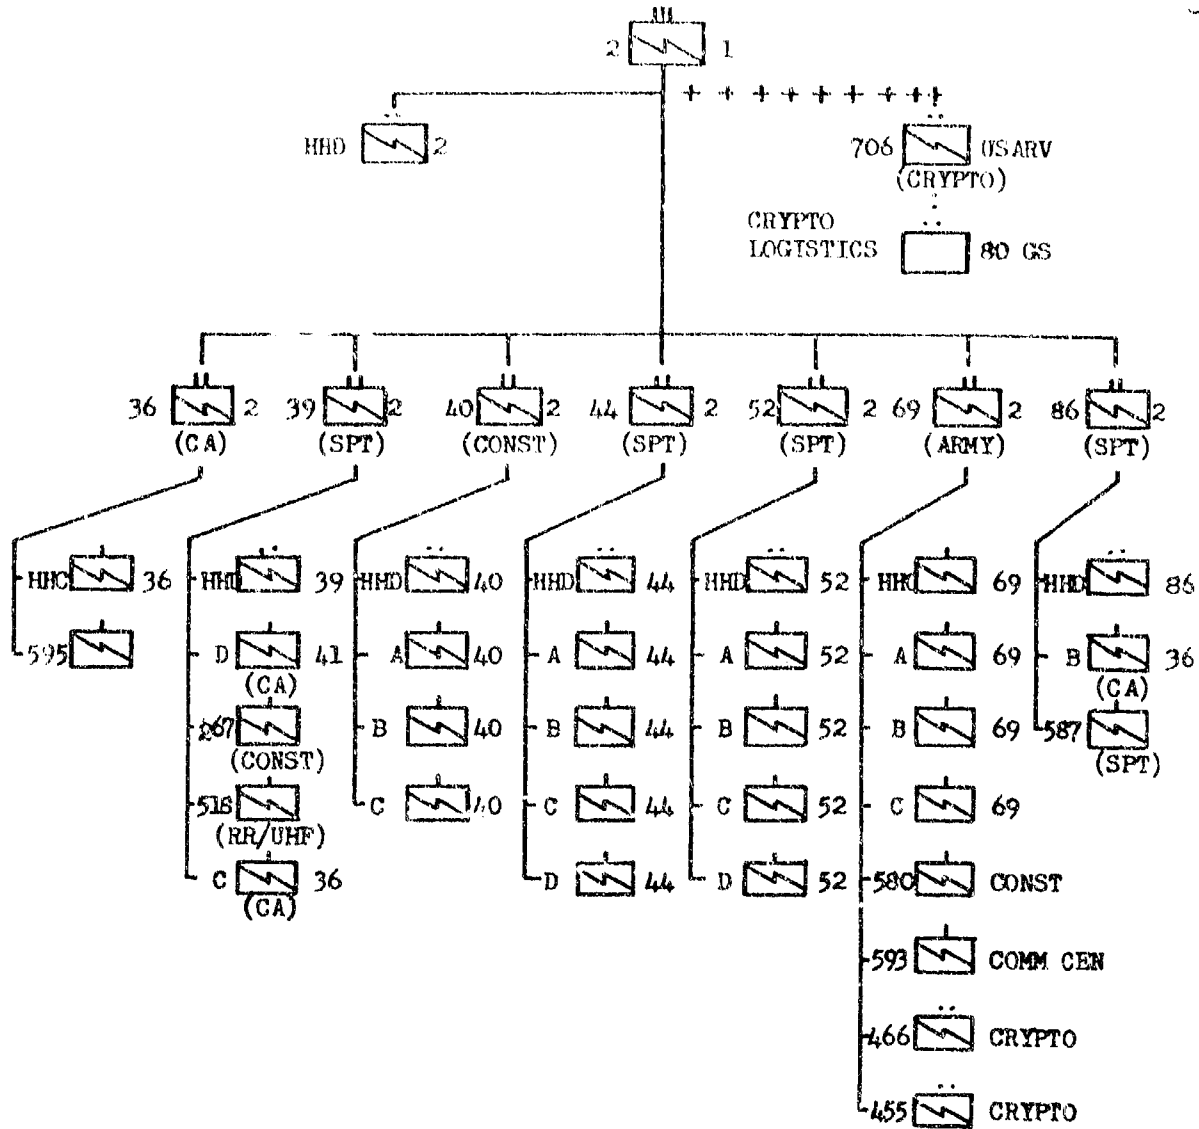 2 1
HHD 2
706 USARV
(CRYPTO)
CRYPTO
LOGISTICS 80 GS
36 2 39 2 40 2 44 2 52 2 69 2 86 2
(CA) (SPT) (CONST) (SPT) (SPT) (ARMY) (SPT)
HHC 36 HHD 39 HHD 40 HHD 44 HHD 52 HHC 69 HHD 86
595 D 41 A 40 A 44 A 52 A 69 B 36
(CA) (CA)
267 B 40 B 44 B 52 B 69 587
(CONST) (SPT)
518 C 40 C 44 C 52 C 69
(RR/UHF)
C 36 D 44 D 52 580 CONST
(CA)
593 COMM CEN
466 CRYPTO
455 CRYPTO